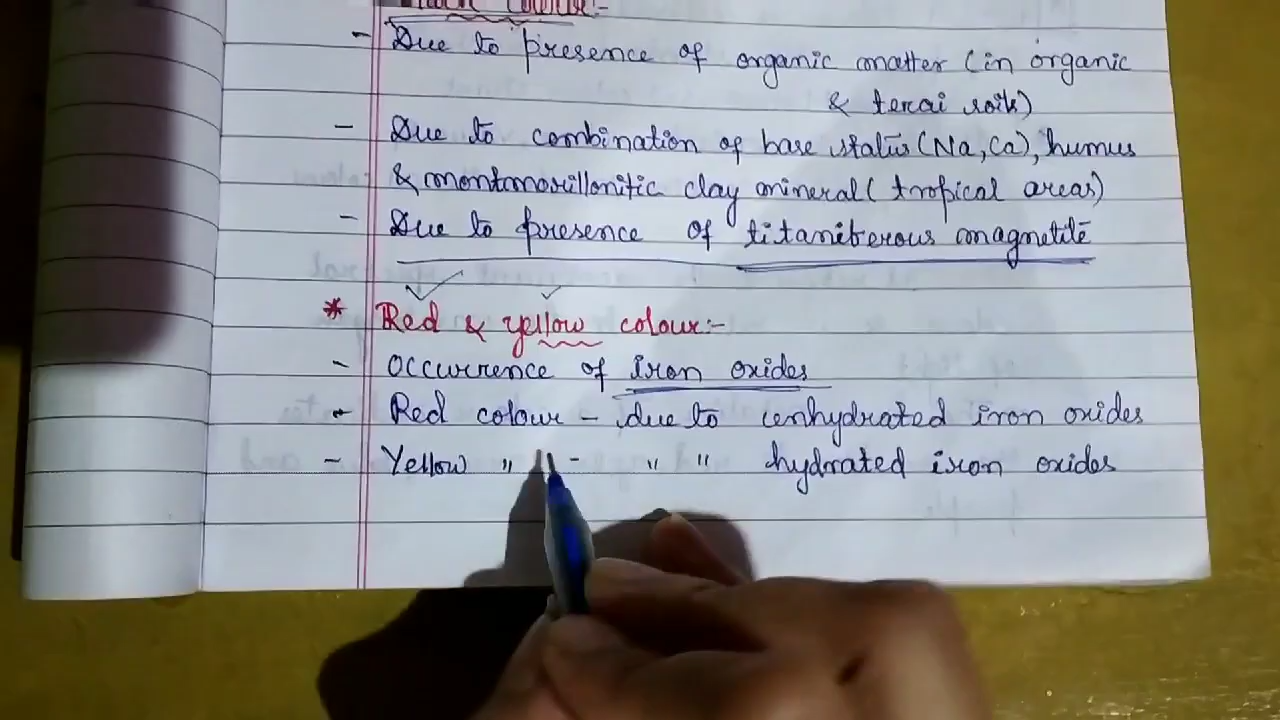 colour:-
- Due to presence of organic matter (in organic
& terai soils)
- Due to combination of base status (Na, Ca), humus
& montmorillonitic clay mineral (tropical areas)
- Due to presence of titaniferous magnetite
* Red & yellow colour:-
- Occurrence of iron oxides
- Red colour - due to unhydrated iron oxides
- Yellow " - " " hydrated iron oxides